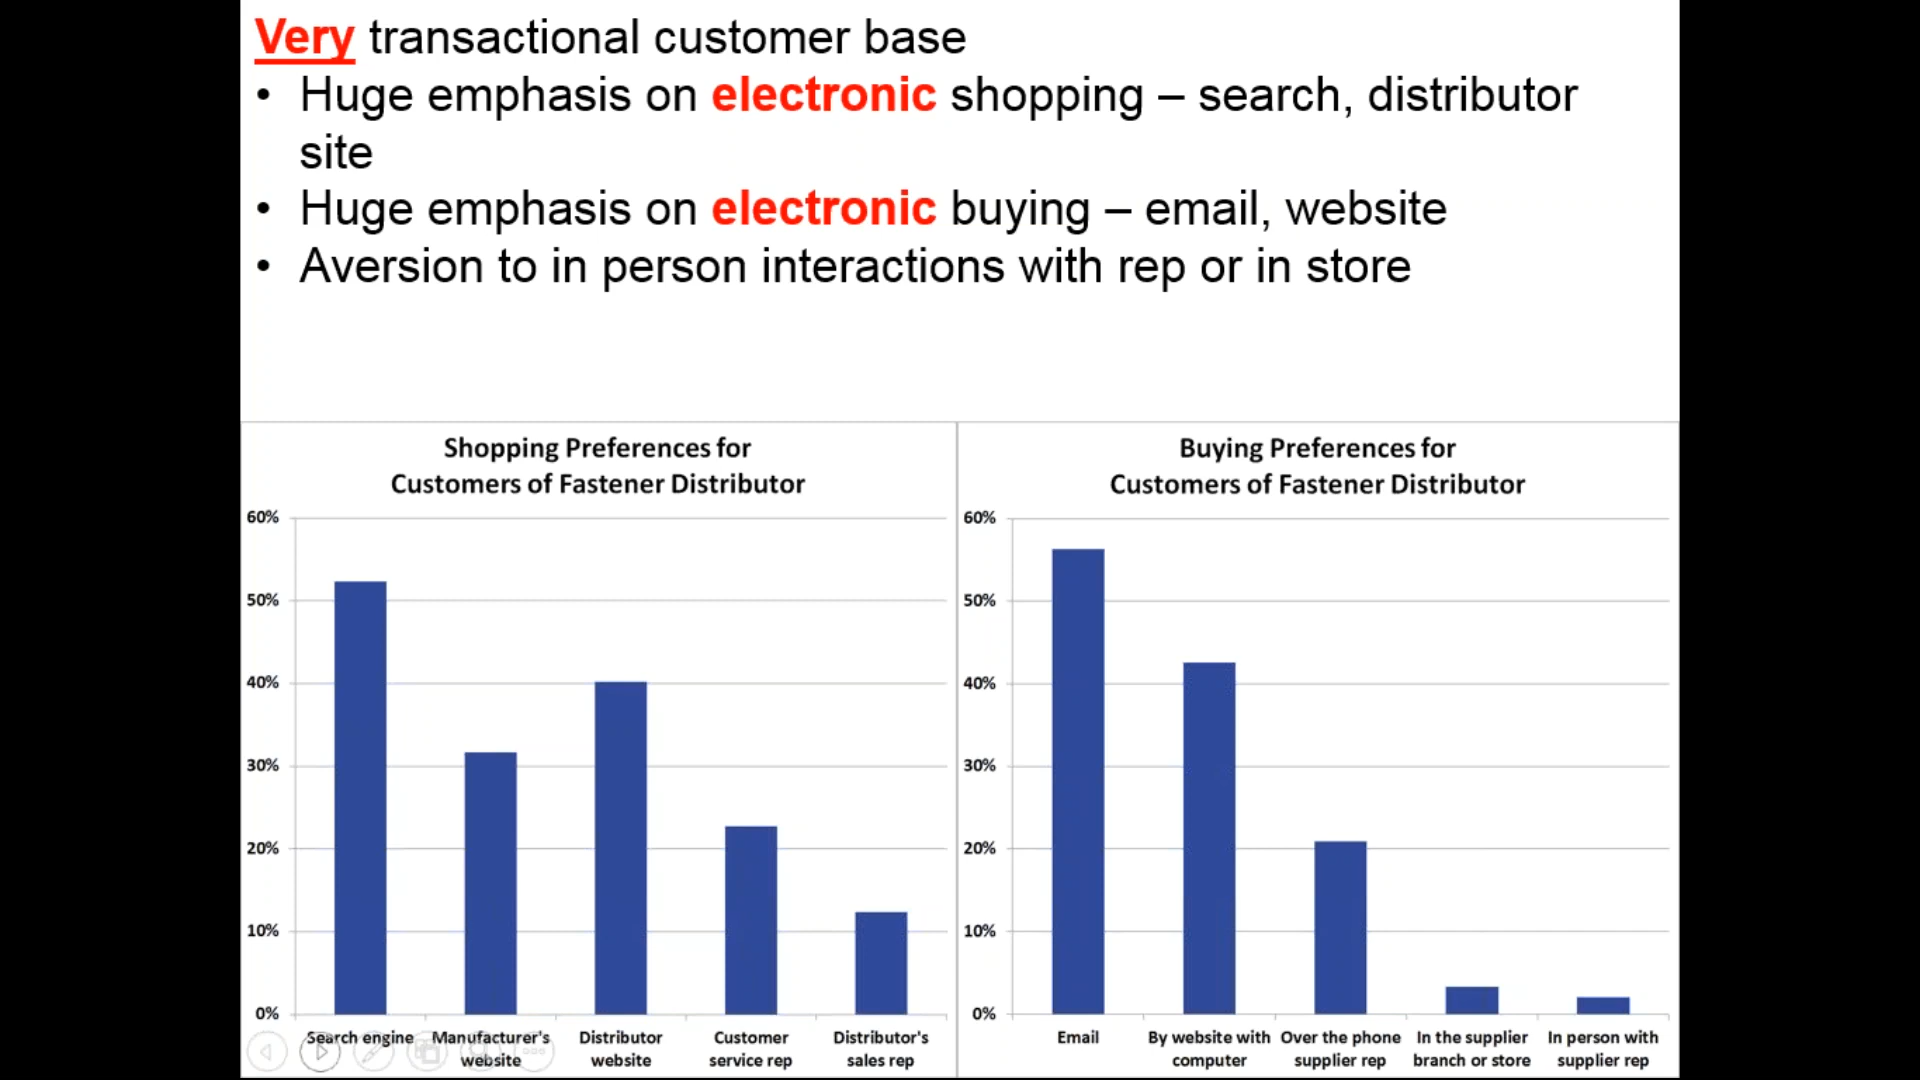 Very transactional customer base
• Huge emphasis on electronic shopping – search, distributor
site
• Huge emphasis on electronic buying – email, website
• Aversion to in person interactions with rep or in store
Shopping Preferences for
Customers of Fastener Distributor
60%
50%
40%
30%
20%
10%
0%
Search engine
Manufacturer's
website
Distributor
website
Customer
service rep
Distributor's
sales rep
Buying Preferences for
Customers of Fastener Distributor
60%
50%
40%
30%
20%
10%
0%
Email
By website with
computer
Over the phone
supplier rep
In the supplier
branch or store
In person with
supplier rep